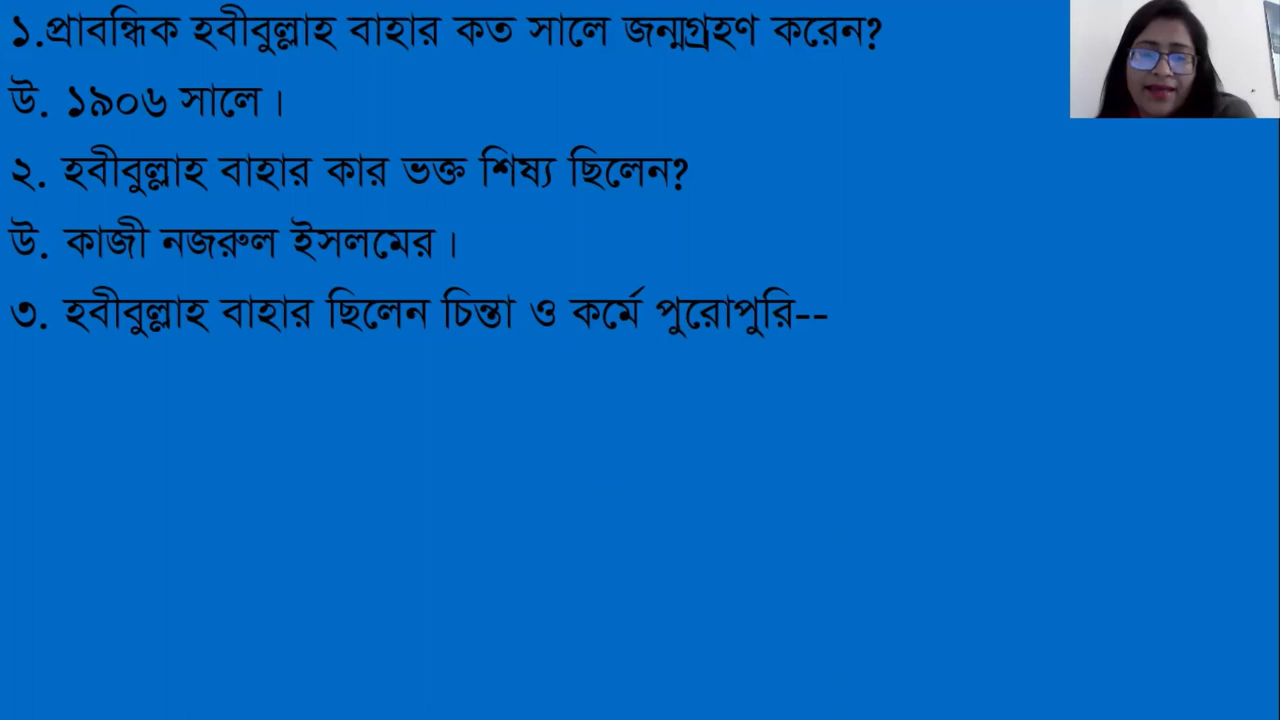 ১.প্রাবন্ধিক হবীবুল্লাহ বাহার কত সালে জন্মগ্রহণ করেন?
উ. ১৯০৬ সালে।
২. হবীবুল্লাহ বাহার কার ভক্ত শিষ্য ছিলেন?
উ. কাজী নজরুল ইসলমের।
৩. হবীবুল্লাহ বাহার ছিলেন চিন্তা ও কর্মে পুরোপুরি--